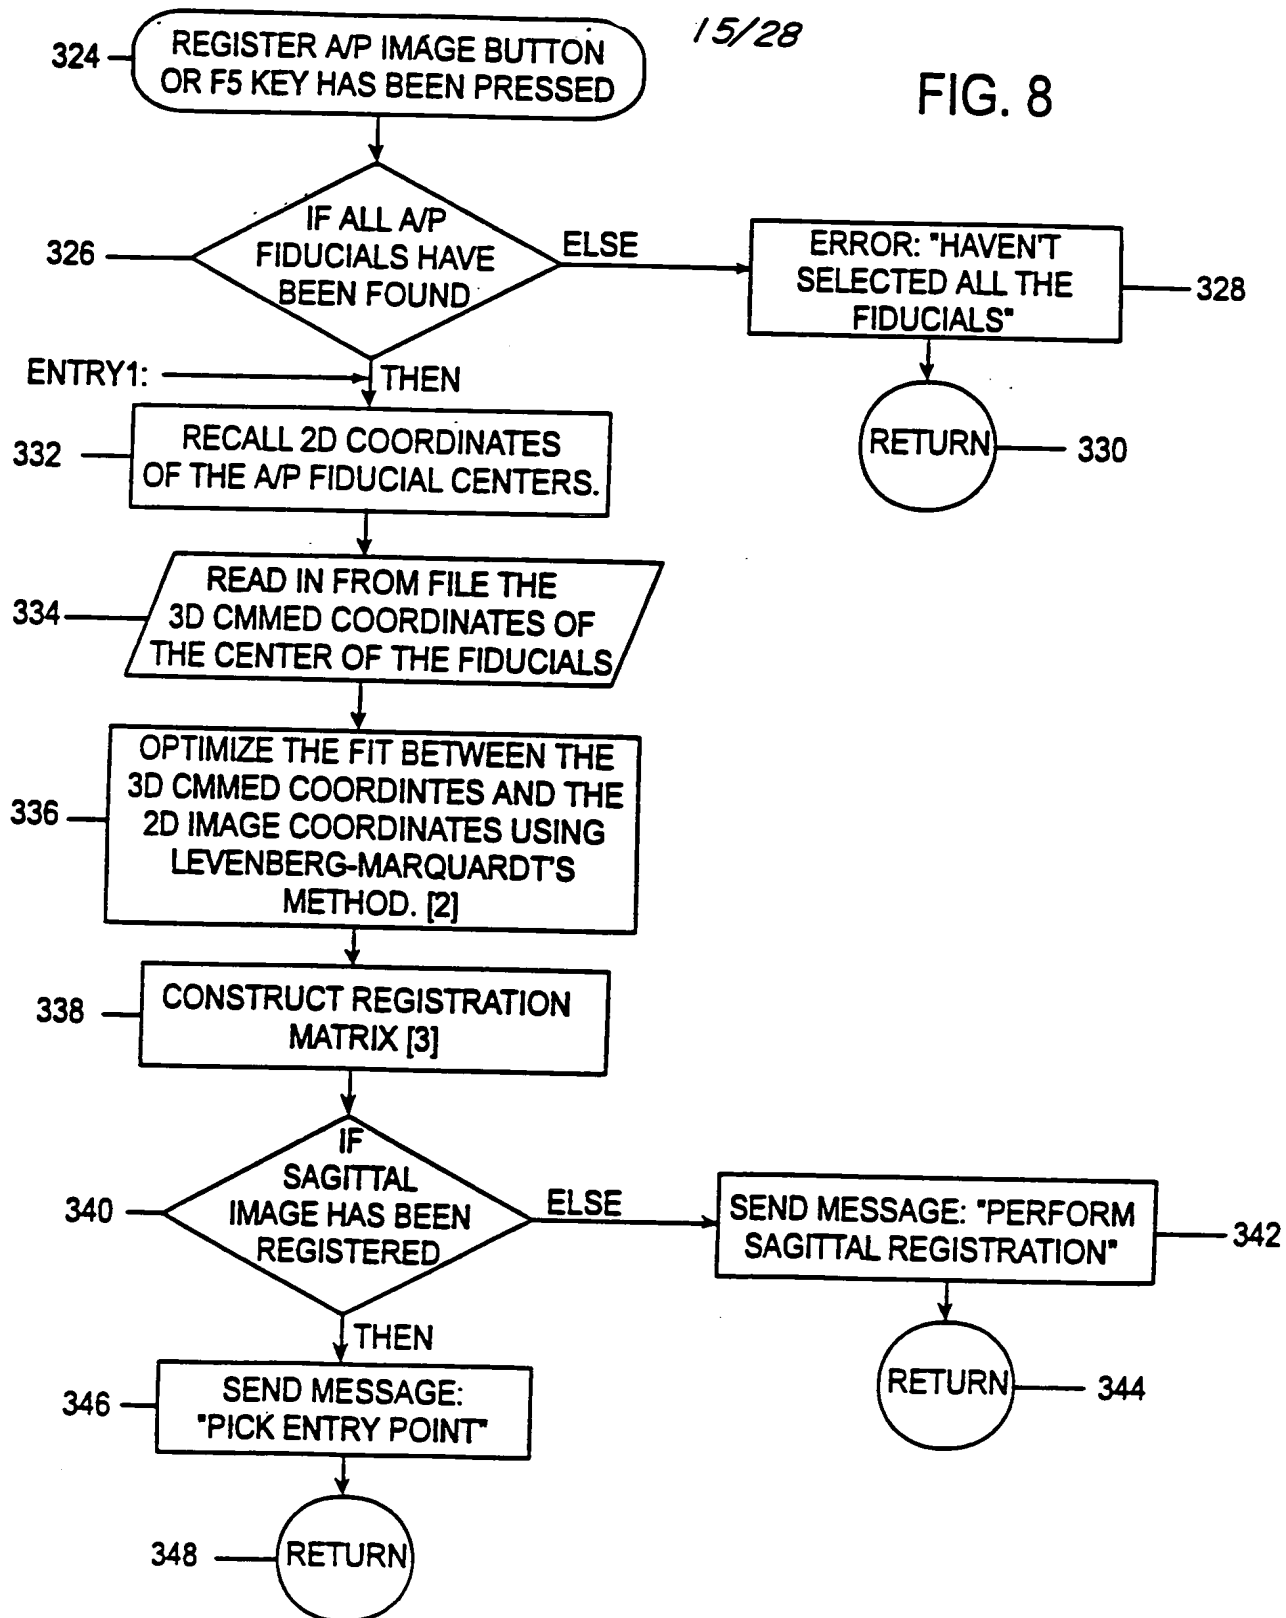 15/28
FIG. 8
324
REGISTER A/P IMAGE BUTTON
OR F5 KEY HAS BEEN PRESSED
326
IF ALL A/P
FIDUCIALS HAVE
BEEN FOUND
ELSE
ERROR: "HAVEN'T
SELECTED ALL THE
FIDUCIALS"
328
RETURN
330
ENTRY1:
THEN
332
RECALL 2D COORDINATES
OF THE A/P FIDUCIAL CENTERS.
334
READ IN FROM FILE THE
3D CMMED COORDINATES OF
THE CENTER OF THE FIDUCIALS
336
OPTIMIZE THE FIT BETWEEN THE
3D CMMED COORDINTES AND THE
2D IMAGE COORDINATES USING
LEVENBERG-MARQUARDT'S
METHOD. [2]
338
CONSTRUCT REGISTRATION
MATRIX [3]
340
IF
SAGITTAL
IMAGE HAS BEEN
REGISTERED
ELSE
SEND MESSAGE: "PERFORM
SAGITTAL REGISTRATION"
342
RETURN
344
THEN
346
SEND MESSAGE:
"PICK ENTRY POINT"
348
RETURN